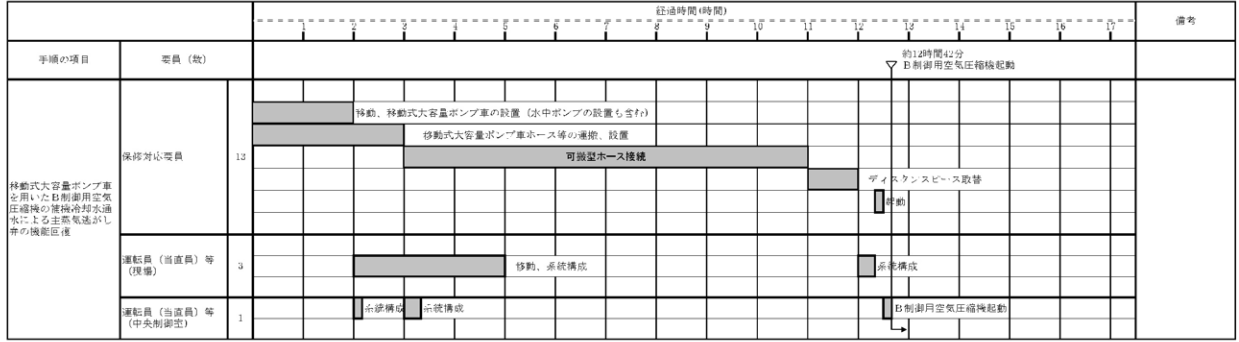 経過時間(時間)
備考
1 2 3 4 5 6 7 8 9 10 11 12 13 14 15 16 17
手順の項目
要員(数)
約12時間42分
▽ B制御用空気圧縮機起動
移動式大容量ポンプ車
を用いたB制御用空気
圧縮機の補機冷却水通
水による主蒸気逃がし
弁の機能回復
保修対応要員
13
移動、移動式大容量ポンプ車の設置(水中ポンプの設置も含む)
移動式大容量ポンプ車ホース等の運搬、設置
可搬型ホース接続
ディスタンスピース取替
起動
運転員(当直員)等
(現場)
3
移動、系統構成
系統構成
運転員(当直員)等
(中央制御室)
1
系統構成
系統構成
B制御用空気圧縮機起動